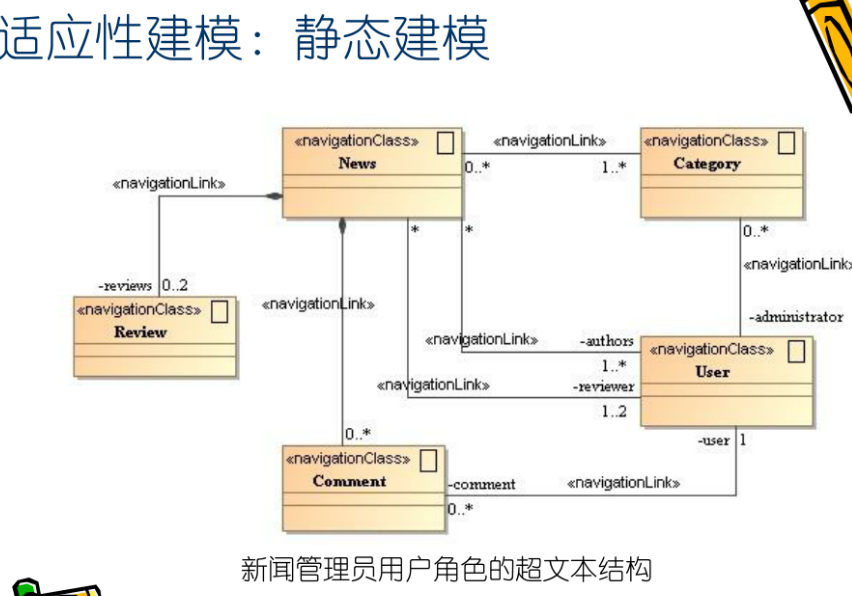 适应性建模：静态建模
«navigationClass»
News
«navigationLink»
0..*
1..*
«navigationClass»
Category
«navigationLink»
*
*
0..*
«navigationLink»
-reviews
0..2
«navigationClass»
Review
«navigationLink»
«navigationLink»
-authors
1..*
-administrator
«navigationClass»
User
«navigationLink»
-reviewer
1..2
0..*
«navigationClass»
Comment
-user
1
-comment
0..*
«navigationLink»
新闻管理员用户角色的超文本结构